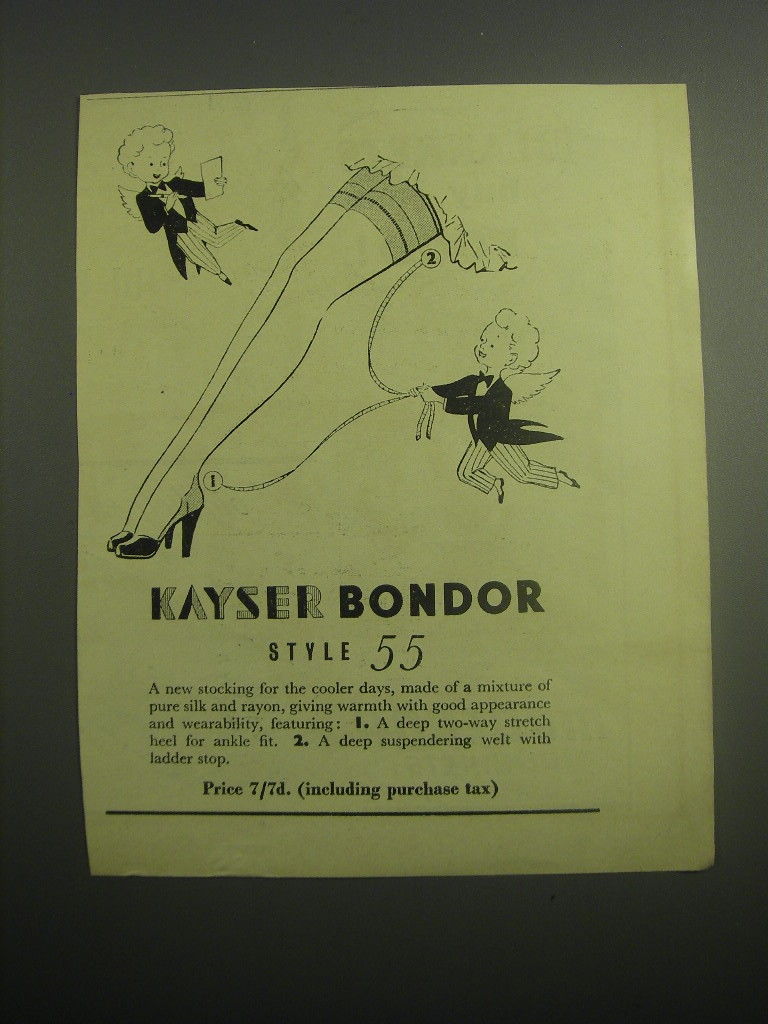 2
1
KAYSER BONDOR
STYLE 55
A new stocking for the cooler days, made of a mixture of
pure silk and rayon, giving warmth with good appearance
and wearability, featuring: 1. A deep two-way stretch
heel for ankle fit. 2. A deep suspendering welt with
ladder stop.
Price 7/7d. (including purchase tax)